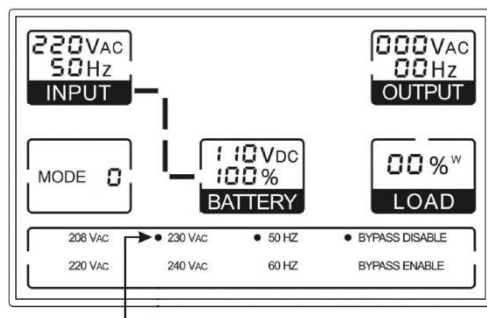 220VAC
50Hz
INPUT
000VAC
00Hz
OUTPUT
MODE 0
110VDC
100%
BATTERY
00%W
LOAD
208 VAC • 230 VAC • 50 HZ • BYPASS DISABLE
220 VAC 240 VAC 60 HZ BYPASS ENABLE